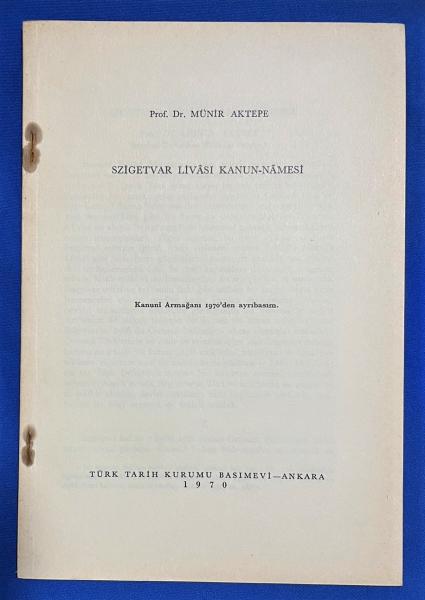 Prof. Dr. MÜNİR AKTEPE
SZİGETVAR LİVÂSI KANUN-NÂMESİ
Kanunî Armağanı 1970'den ayrıbasım.
TÜRK TARİH KURUMU BASIMEVİ—ANKARA
1970